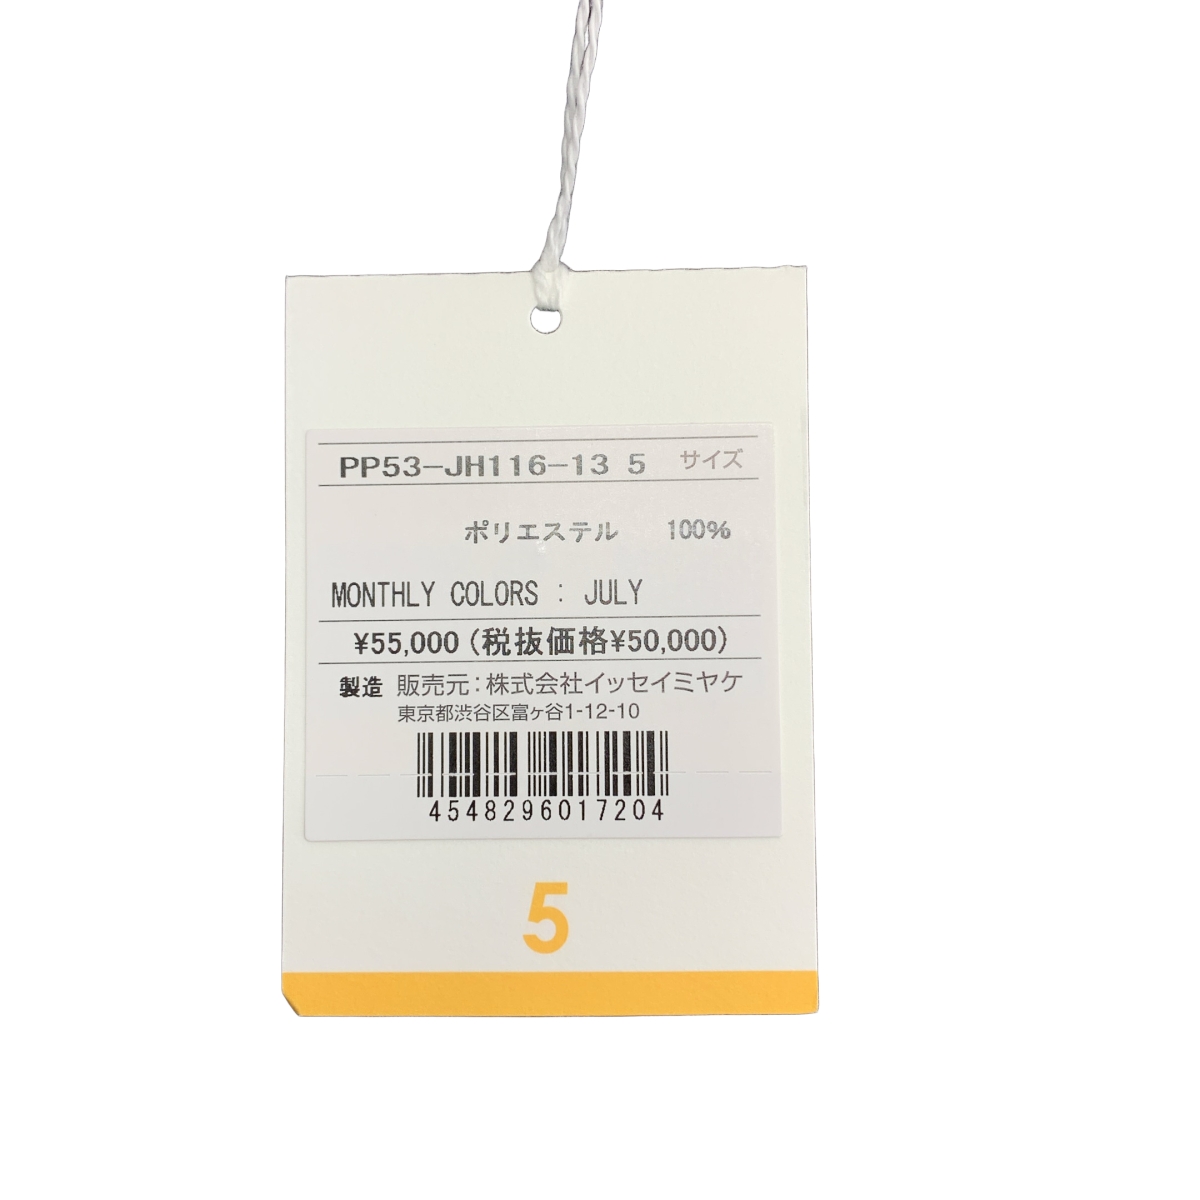 PP53-JH116-13 5 サイズ
ポリエステル 100%
MONTHLY COLORS : JULY
¥55,000 (税抜価格¥50,000)
製造 販売元：株式会社イッセイミヤケ
東京都渋谷区富ヶ谷1-12-10
4548296017204
5